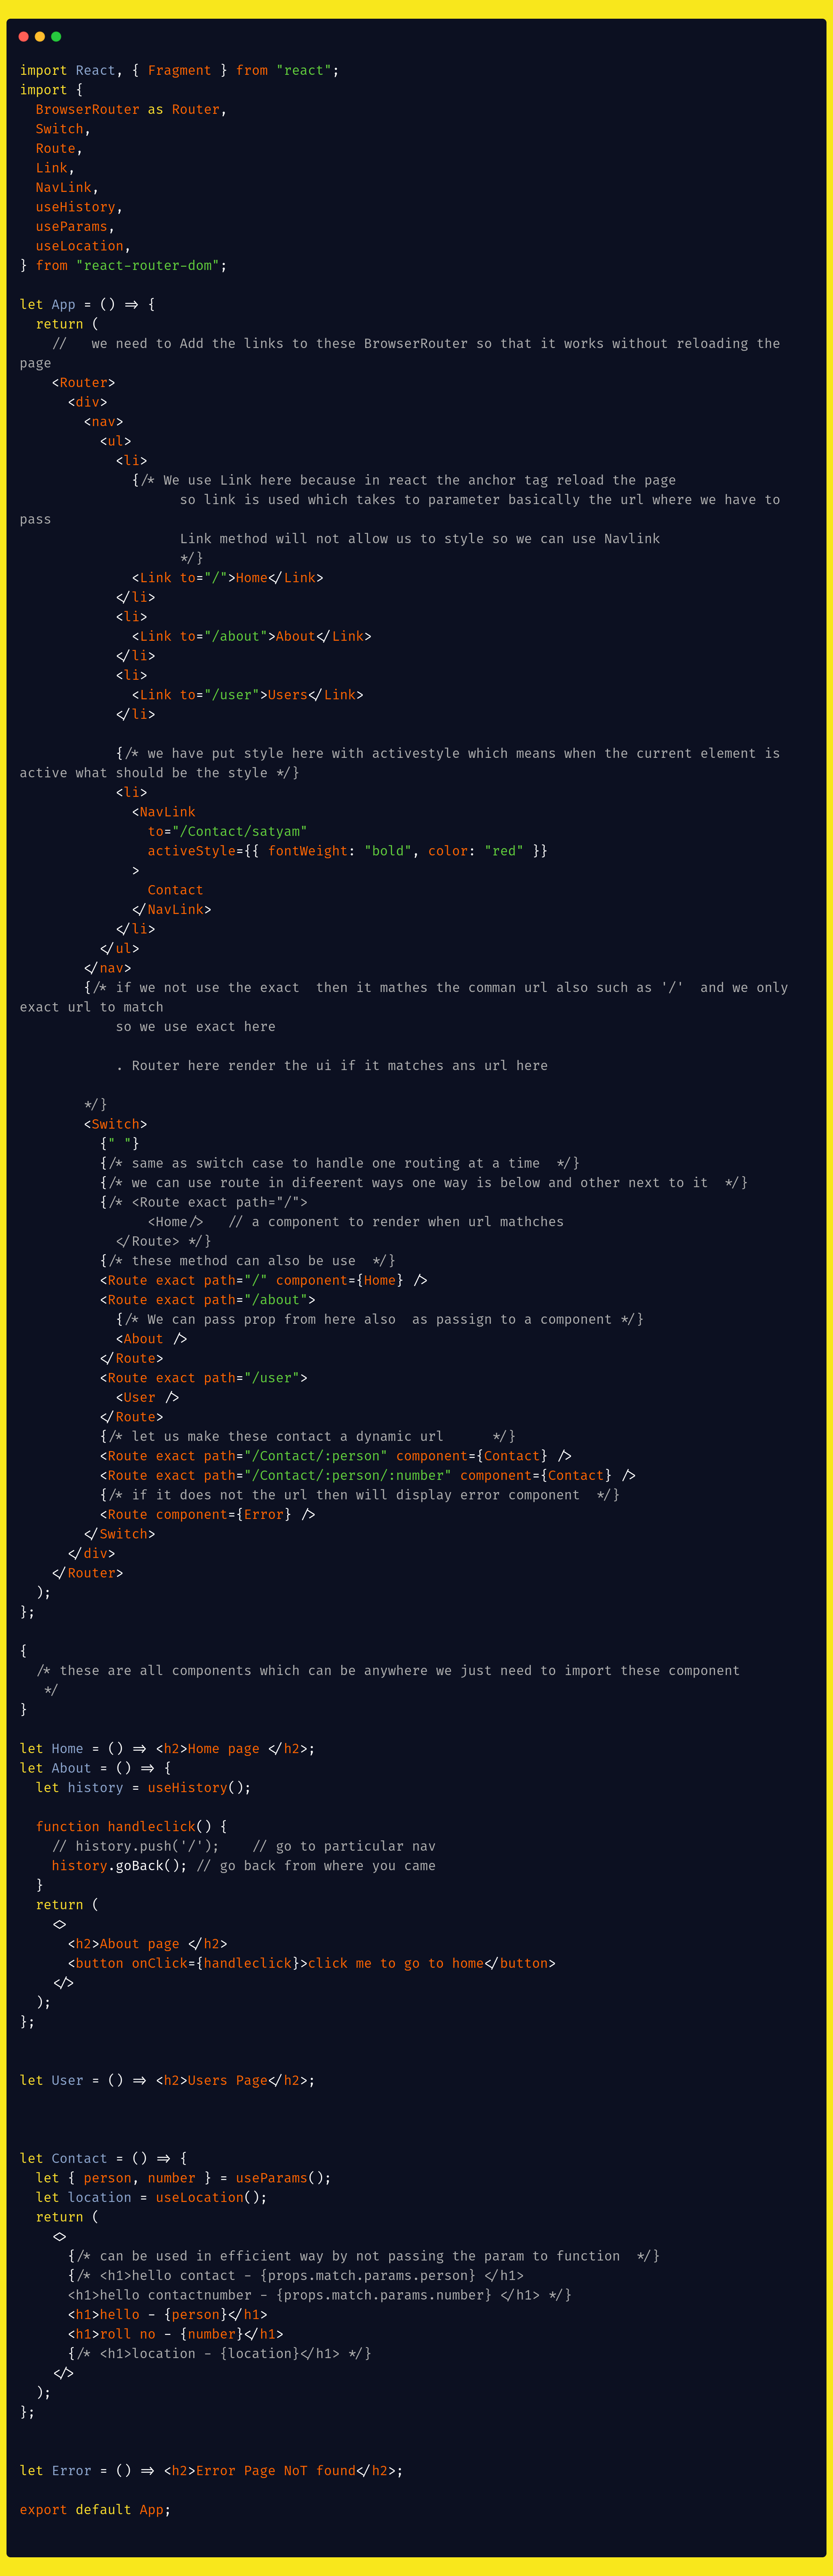 import React, { Fragment } from "react";
import {
  BrowserRouter as Router,
  Switch,
  Route,
  Link,
  NavLink,
  useHistory,
  useParams,
  useLocation,
} from "react-router-dom";

let App = () => {
  return (
    //   we need to Add the links to these BrowserRouter so that it works without reloading the
page
    <Router>
      <div>
        <nav>
          <ul>
            <li>
              {/* We use Link here because in react the anchor tag reload the page
                    so link is used which takes to parameter basically the url where we have to
pass
                    Link method will not allow us to style so we can use Navlink
                    */}
              <Link to="/">Home</Link>
            </li>
            <li>
              <Link to="/about">About</Link>
            </li>
            <li>
              <Link to="/user">Users</Link>
            </li>

            {/* we have put style here with activestyle which means when the current element is
active what should be the style */}
            <li>
              <NavLink
                to="/Contact/satyam"
                activeStyle={{ fontWeight: "bold", color: "red" }}
              >
                Contact
              </NavLink>
            </li>
          </ul>
        </nav>
        {/* if we not use the exact  then it mathes the comman url also such as '/'  and we only
exact url to match
            so we use exact here

            . Router here render the ui if it matches ans url here

        */}
        <Switch>
          {" "}
          {/* same as switch case to handle one routing at a time  */}
          {/* we can use route in difeerent ways one way is below and other next to it  */}
          {/* <Route exact path="/">
                <Home/>   // a component to render when url mathches
            </Route> */}
          {/* these method can also be use  */}
          <Route exact path="/" component={Home} />
          <Route exact path="/about">
            {/* We can pass prop from here also  as passign to a component */}
            <About />
          </Route>
          <Route exact path="/user">
            <User />
          </Route>
          {/* let us make these contact a dynamic url      */}
          <Route exact path="/Contact/:person" component={Contact} />
          <Route exact path="/Contact/:person/:number" component={Contact} />
          {/* if it does not the url then will display error component  */}
          <Route component={Error} />
        </Switch>
      </div>
    </Router>
  );
};

{
  /* these are all components which can be anywhere we just need to import these component
   */
}

let Home = () => <h2>Home page </h2>;
let About = () => {
  let history = useHistory();

  function handleclick() {
    // history.push('/');    // go to particular nav
    history.goBack(); // go back from where you came
  }
  return (
    <>
      <h2>About page </h2>
      <button onClick={handleclick}>click me to go to home</button>
    </>
  );
};


let User = () => <h2>Users Page</h2>;



let Contact = () => {
  let { person, number } = useParams();
  let location = useLocation();
  return (
    <>
      {/* can be used in efficient way by not passing the param to function  */}
      {/* <h1>hello contact - {props.match.params.person} </h1>
      <h1>hello contactnumber - {props.match.params.number} </h1> */}
      <h1>hello - {person}</h1>
      <h1>roll no - {number}</h1>
      {/* <h1>location - {location}</h1> */}
    </>
  );
};


let Error = () => <h2>Error Page NoT found</h2>;

export default App;